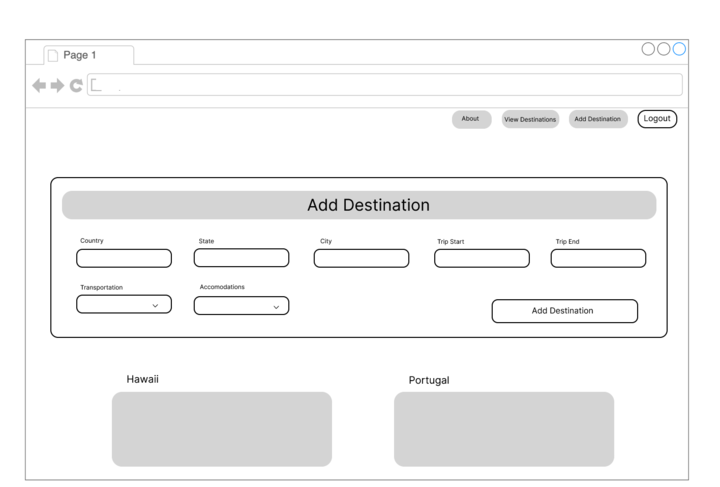 Page 1
About
View Destinations
Add Destination
Logout
Add Destination
Country
State
City
Trip Start
Trip End
Transportation
Accomodations
Add Destination
Hawaii
Portugal